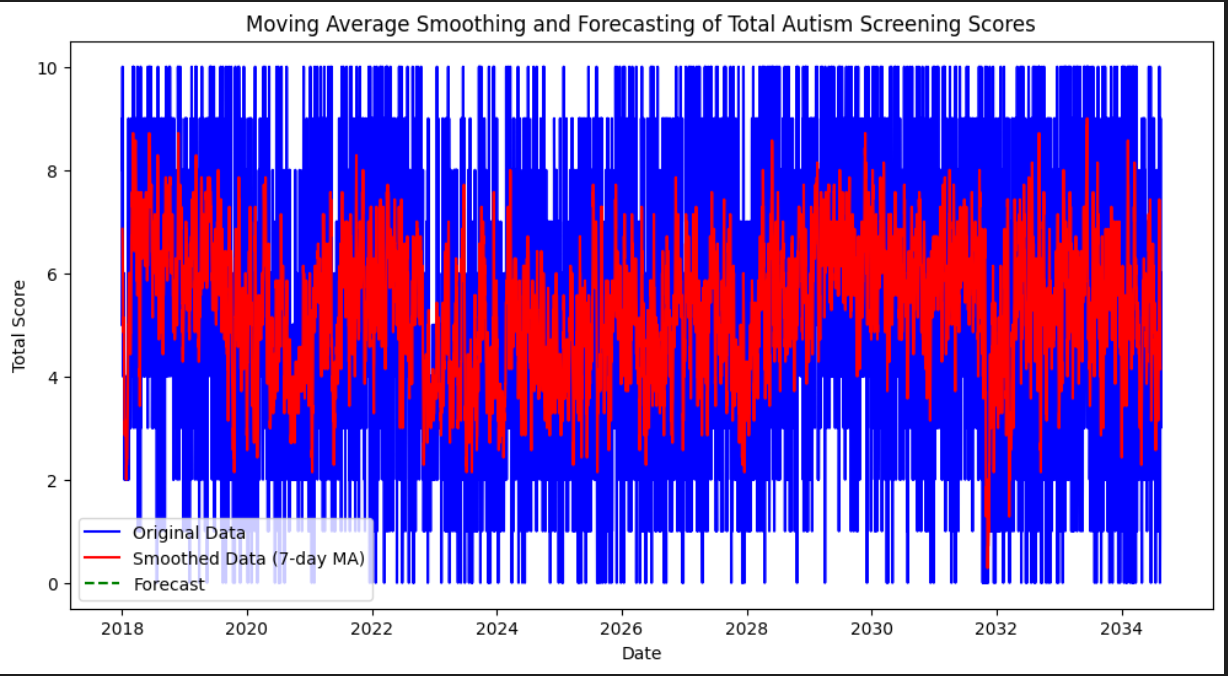 Moving Average Smoothing and Forecasting of Total Autism Screening Scores
10
8
6
4
2
0
Total Score
Original Data
Smoothed Data (7-day MA)
Forecast
2018 2020 2022 2024 2026 2028 2030 2032 2034
Date